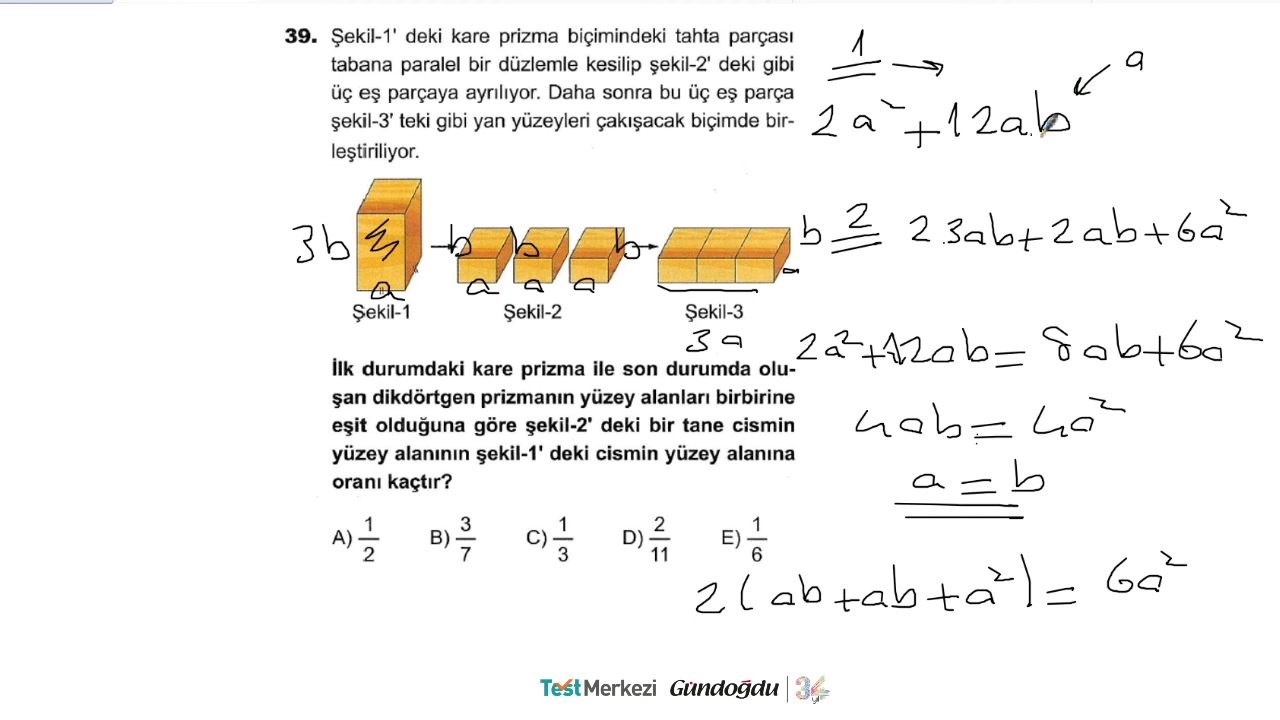 39. Şekil-1' deki kare prizma biçimindeki tahta parçası
tabana paralel bir düzlemle kesilip şekil-2' deki gibi
üç eş parçaya ayrılıyor. Daha sonra bu üç eş parça
şekil-3' teki gibi yan yüzeyleri çakışacak biçimde bir-
leştiriliyor.
3b
a
b b b
a a a
b
a
Şekil-1 Şekil-2 Şekil-3
3a
İlk durumdaki kare prizma ile son durumda olu-
şan dikdörtgen prizmanın yüzey alanları birbirine
eşit olduğuna göre şekil-2' deki bir tane cismin
yüzey alanının şekil-1' deki cismin yüzey alanına
oranı kaçtır?
A) 1/2 B) 3/7 C) 1/3 D) 2/11 E) 1/6
1 → a
2a²+12a.b
2 2.3ab+2ab+6a²
2a²+12ab=8ab+6a²
4ab=4a²
a=b
2(ab+ab+a²)=6a²
TestMerkezi Gündoğdu | 34